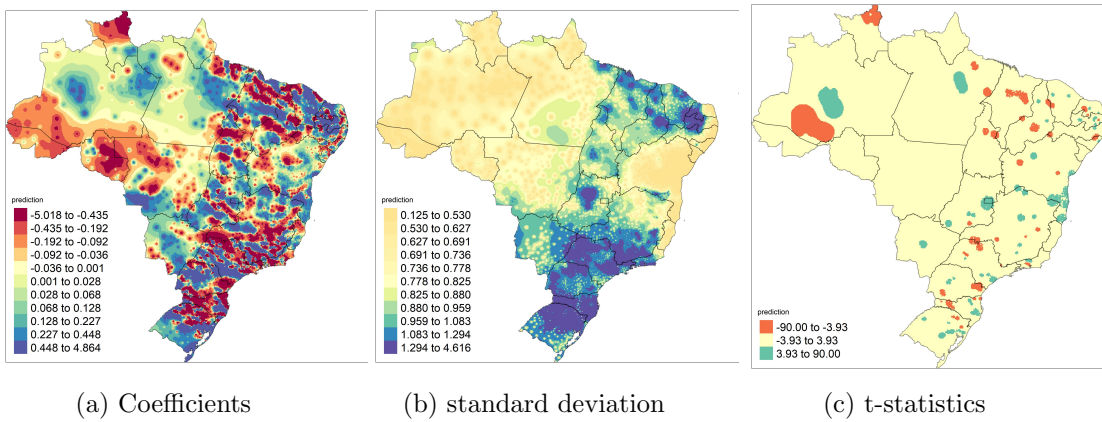 prediction
-5.018 to -0.435
-0.435 to -0.192
-0.192 to -0.092
-0.092 to -0.036
-0.036 to 0.001
0.001 to 0.028
0.028 to 0.068
0.068 to 0.128
0.128 to 0.227
0.227 to 0.448
0.448 to 4.864
prediction
0.125 to 0.530
0.530 to 0.627
0.627 to 0.691
0.691 to 0.736
0.736 to 0.778
0.778 to 0.825
0.825 to 0.880
0.880 to 0.959
0.959 to 1.083
1.083 to 1.294
1.294 to 4.616
prediction
-90.00 to -3.93
-3.93 to 3.93
3.93 to 90.00
(a) Coefficients
(b) standard deviation
(c) t-statistics